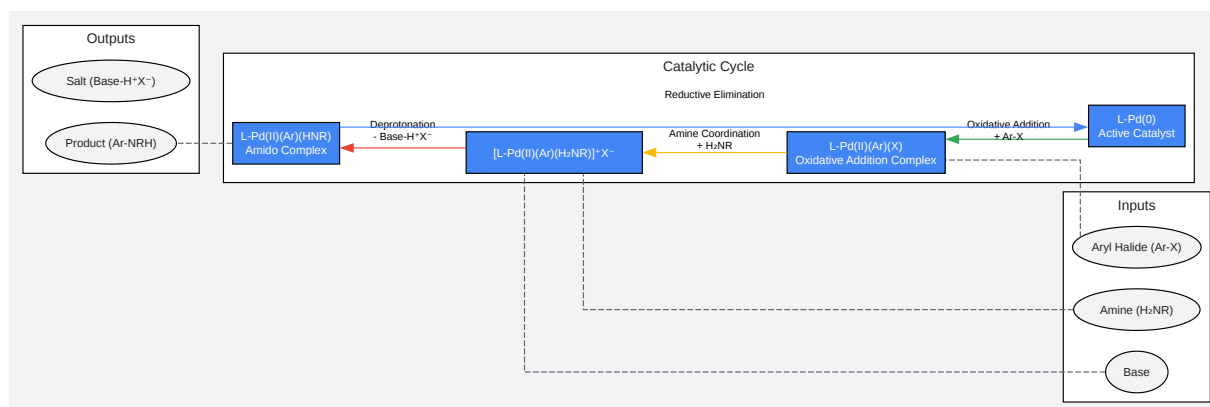 Outputs
Salt (Base-H⁺X⁻)
Product (Ar-NRH)
Catalytic Cycle
Reductive Elimination
L-Pd(II)(Ar)(HNR)
Amido Complex
Deprotonation
- Base-H⁺X⁻
[L-Pd(II)(Ar)(H₂NR)]⁺X⁻
Amine Coordination
+ H₂NR
L-Pd(II)(Ar)(X)
Oxidative Addition Complex
Oxidative Addition
+ Ar-X
L-Pd(0)
Active Catalyst
Inputs
Aryl Halide (Ar-X)
Amine (H₂NR)
Base